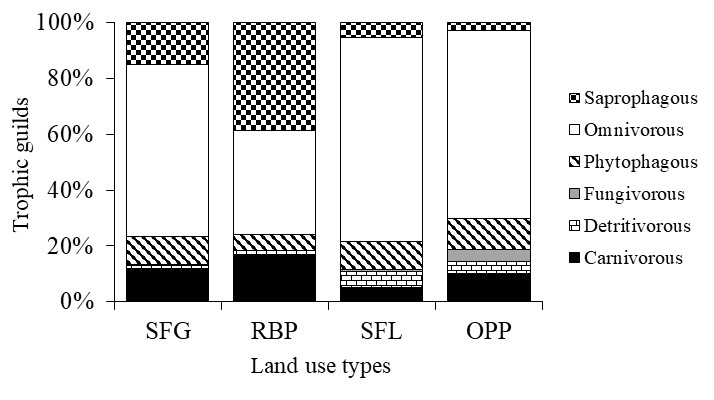 100%
80%
60%
40%
20%
0%
Trophic guilds
SFG RBP SFL OPP
Land use types
Saprophagous
Omnivorous
Phytophagous
Fungivorous
Detritivorous
Carnivorous